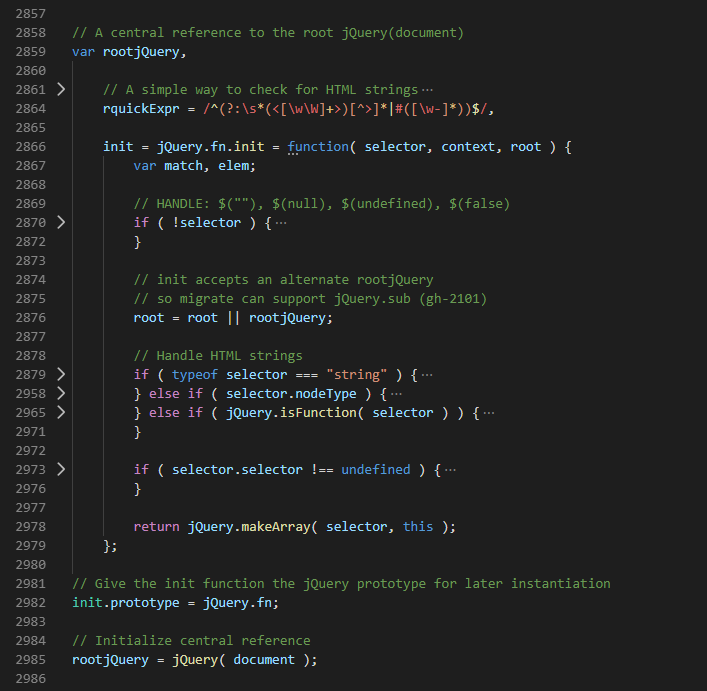 2857
2858 // A central reference to the root jQuery(document)
2859 var rootjQuery,
2860
2861 // A simple way to check for HTML strings···
2864 rquickExpr = /^(?:\s*(<[\w\W]+>)[^>]*|#([\w-]*))$/,
2865
2866 init = jQuery.fn.init = function( selector, context, root ) {
2867 var match, elem;
2868
2869 // HANDLE: $(""), $(null), $(undefined), $(false)
2870 if ( !selector ) {···
2872 }
2873
2874 // init accepts an alternate rootjQuery
2875 // so migrate can support jQuery.sub (gh-2101)
2876 root = root || rootjQuery;
2877
2878 // Handle HTML strings
2879 if ( typeof selector === "string" ) {···
2958 } else if ( selector.nodeType ) {···
2965 } else if ( jQuery.isFunction( selector ) ) {···
2971 }
2972
2973 if ( selector.selector !== undefined ) {···
2976 }
2977
2978 return jQuery.makeArray( selector, this );
2979 };
2980
2981 // Give the init function the jQuery prototype for later instantiation
2982 init.prototype = jQuery.fn;
2983
2984 // Initialize central reference
2985 rootjQuery = jQuery( document );
2986